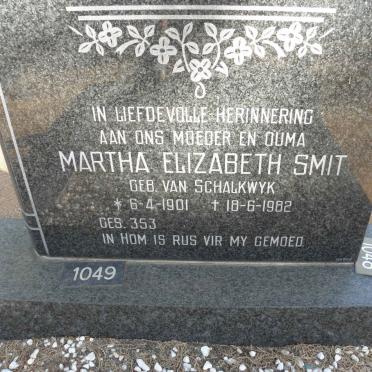 IN LIEFDEVOLLE HERINNERING
AAN ONS MOEDER EN OUMA
MARTHA ELIZABETH SMIT
GEB. VAN SCHALKWYK
* 6-4-1901 † 18-6-1982
GES. 353
IN HOM IS RUS VIR MY GEMOED.
1049